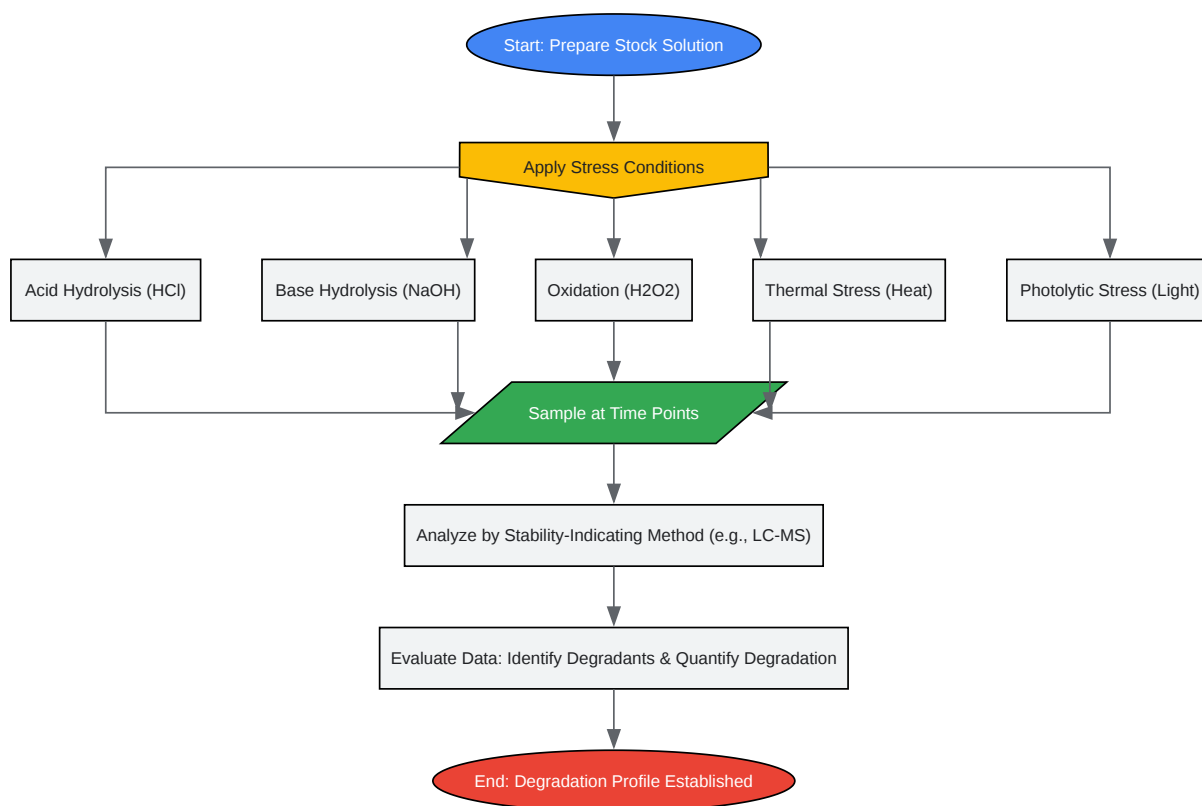 Start: Prepare Stock Solution
Apply Stress Conditions
Acid Hydrolysis (HCl)
Base Hydrolysis (NaOH)
Oxidation (H2O2)
Thermal Stress (Heat)
Photolytic Stress (Light)
Sample at Time Points
Analyze by Stability-Indicating Method (e.g., LC-MS)
Evaluate Data: Identify Degradants & Quantify Degradation
End: Degradation Profile Established